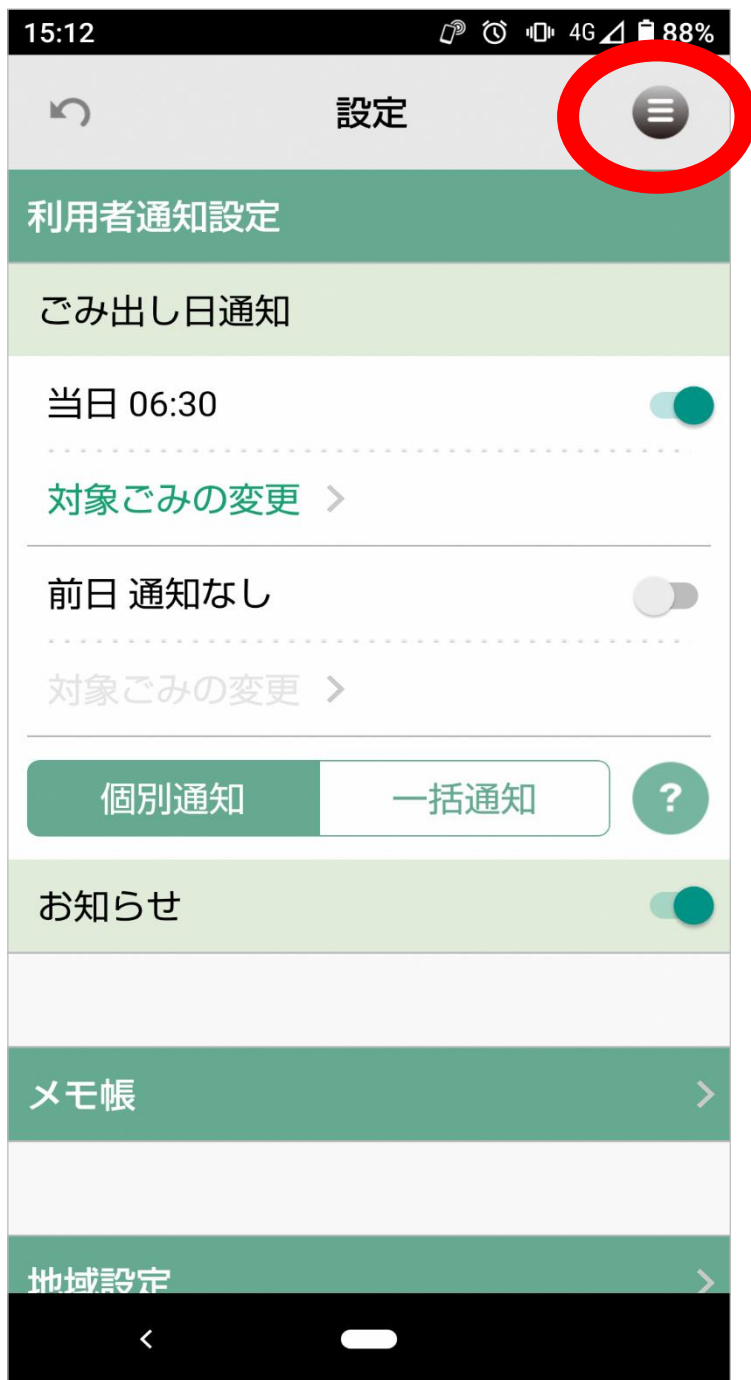 15:12 4G 88%
設定
利用者通知設定
ごみ出し日通知
当日 06:30
対象ごみの変更
前日 通知なし
対象ごみの変更
個別通知 一括通知 ?
お知らせ
メモ帳
地域設定